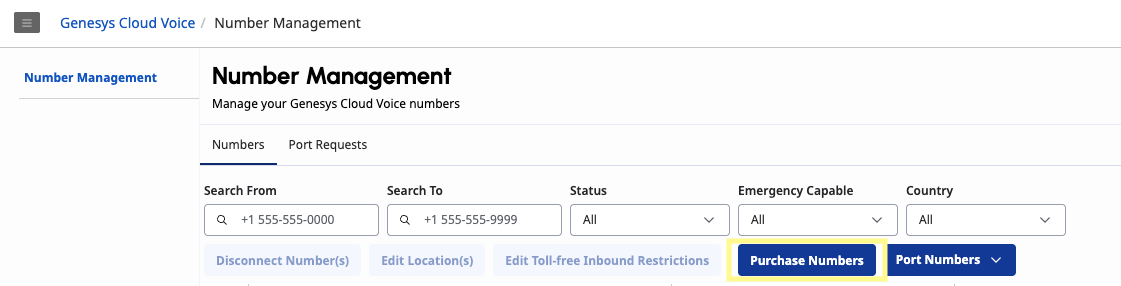 Genesys Cloud Voice / Number Management
Number Management
Number Management
Manage your Genesys Cloud Voice numbers
Numbers Port Requests
Search From Search To Status Emergency Capable Country
+1 555-555-0000 +1 555-555-9999 All All All
Disconnect Number(s) Edit Location(s) Edit Toll-free Inbound Restrictions Purchase Numbers Port Numbers